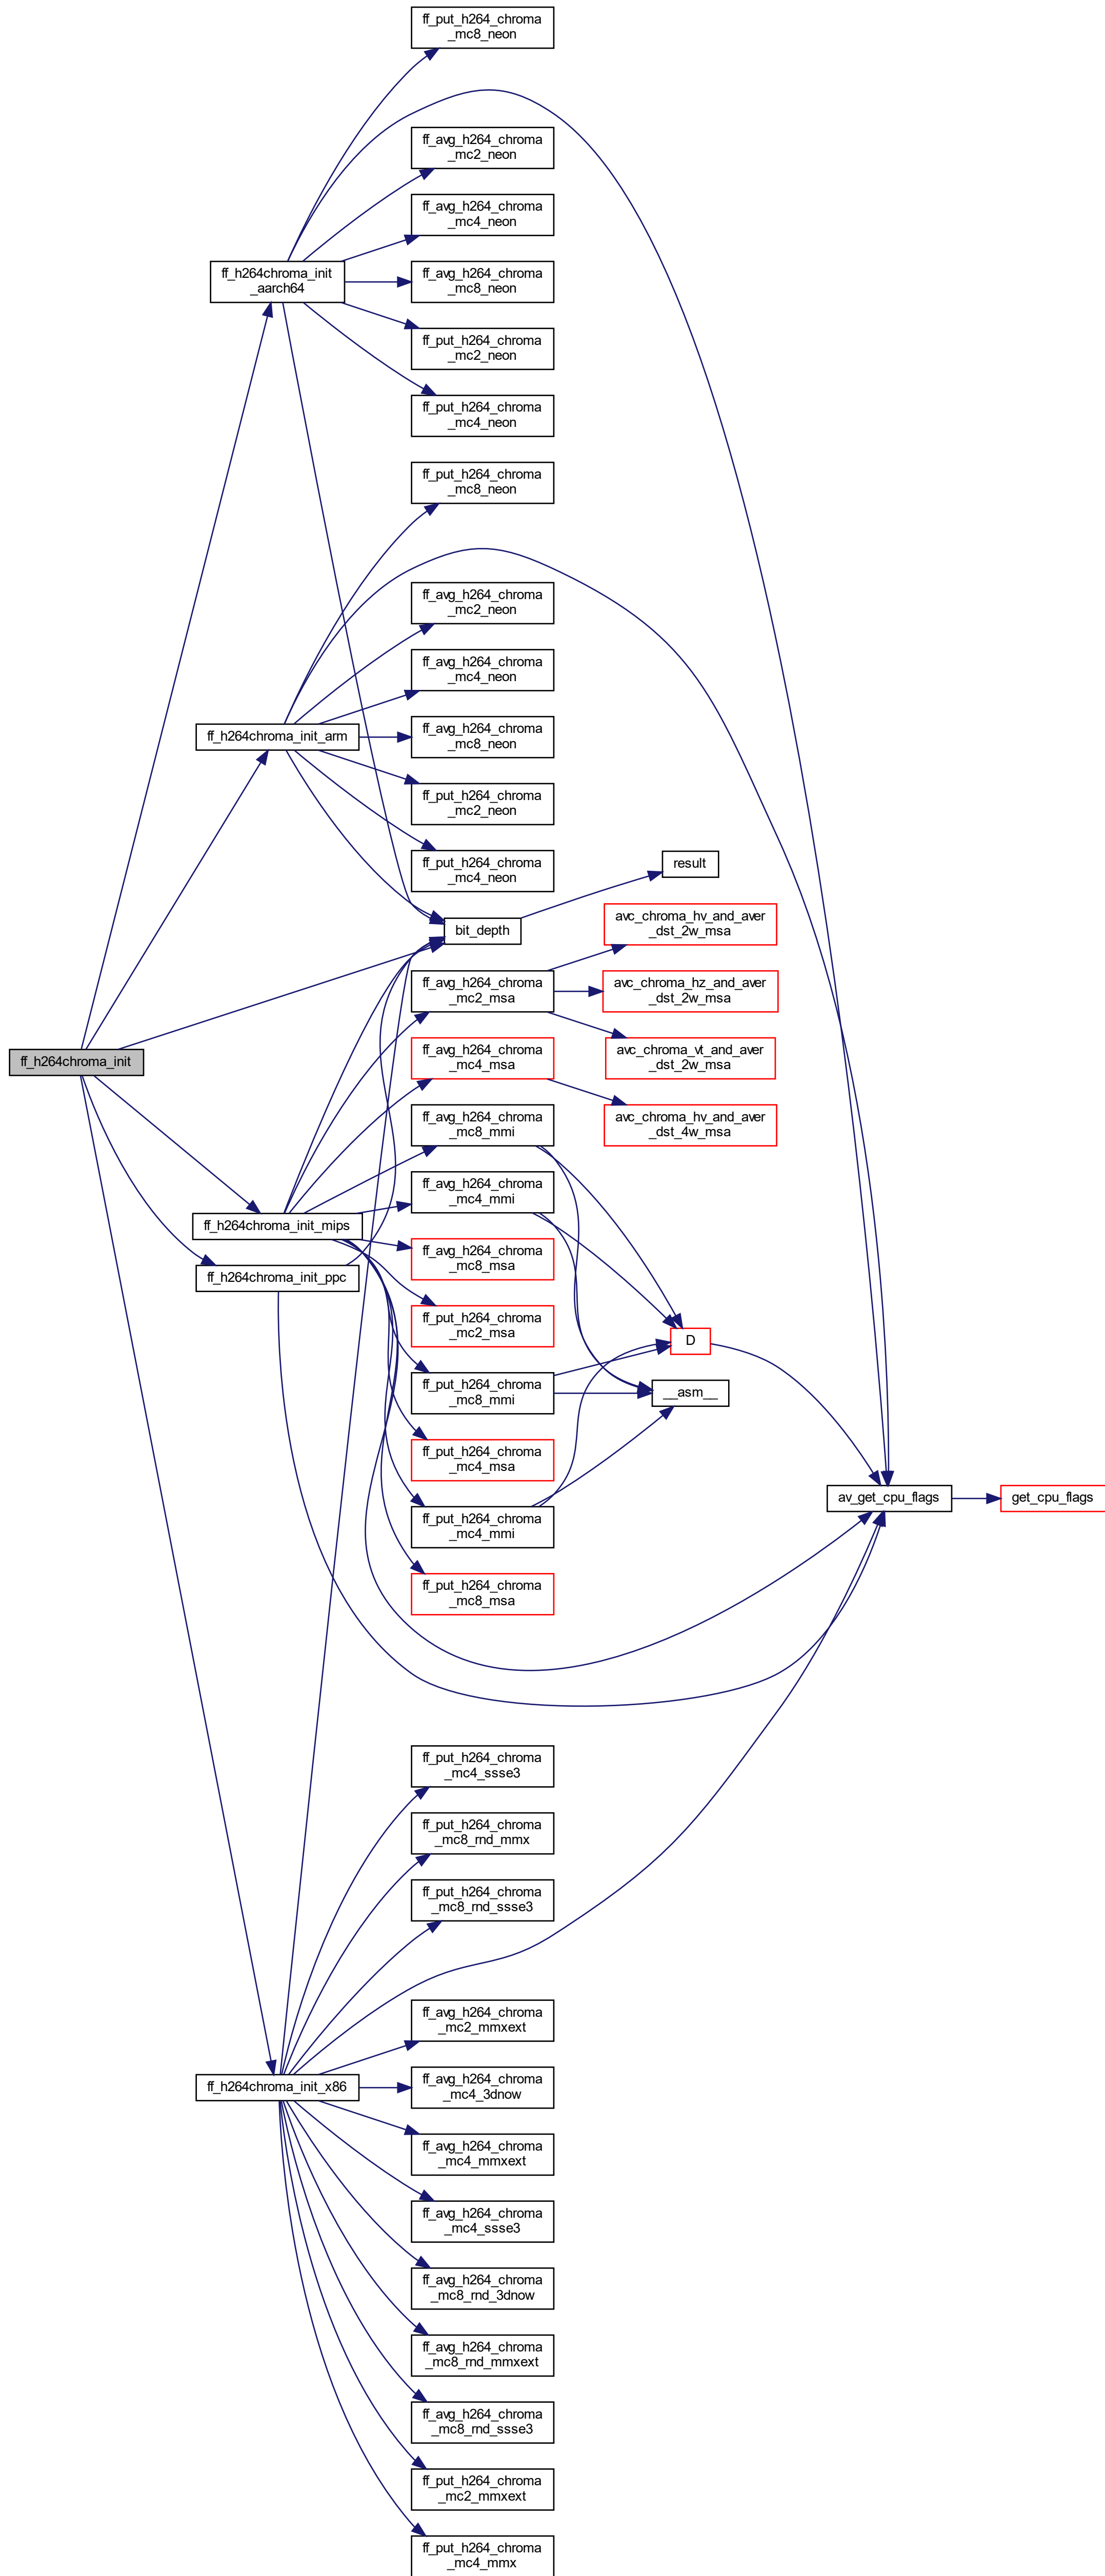 ff_put_h264_chroma
_mc8_neon
ff_avg_h264_chroma
_mc2_neon
ff_avg_h264_chroma
_mc4_neon
ff_h264chroma_init
_aarch64
ff_avg_h264_chroma
_mc8_neon
ff_put_h264_chroma
_mc2_neon
ff_put_h264_chroma
_mc4_neon
ff_put_h264_chroma
_mc8_neon
ff_avg_h264_chroma
_mc2_neon
ff_avg_h264_chroma
_mc4_neon
ff_h264chroma_init_arm
ff_avg_h264_chroma
_mc8_neon
ff_put_h264_chroma
_mc2_neon
ff_put_h264_chroma
_mc4_neon
result
bit_depth
avc_chroma_hv_and_aver
_dst_2w_msa
ff_avg_h264_chroma
_mc2_msa
avc_chroma_hz_and_aver
_dst_2w_msa
ff_h264chroma_init
ff_avg_h264_chroma
_mc4_msa
avc_chroma_vt_and_aver
_dst_2w_msa
ff_avg_h264_chroma
_mc8_mmi
avc_chroma_hv_and_aver
_dst_4w_msa
ff_avg_h264_chroma
_mc4_mmi
ff_h264chroma_init_mips
ff_avg_h264_chroma
_mc8_msa
ff_h264chroma_init_ppc
ff_put_h264_chroma
_mc2_msa
D
ff_put_h264_chroma
_mc8_mmi
__asm__
ff_put_h264_chroma
_mc4_msa
av_get_cpu_flags
get_cpu_flags
ff_put_h264_chroma
_mc4_mmi
ff_put_h264_chroma
_mc8_msa
ff_put_h264_chroma
_mc4_ssse3
ff_put_h264_chroma
_mc8_rnd_mmx
ff_put_h264_chroma
_mc8_rnd_ssse3
ff_avg_h264_chroma
_mc2_mmxext
ff_h264chroma_init_x86
ff_avg_h264_chroma
_mc4_3dnow
ff_avg_h264_chroma
_mc4_mmxext
ff_avg_h264_chroma
_mc4_ssse3
ff_avg_h264_chroma
_mc8_rnd_3dnow
ff_avg_h264_chroma
_mc8_rnd_mmxext
ff_avg_h264_chroma
_mc8_rnd_ssse3
ff_put_h264_chroma
_mc2_mmxext
ff_put_h264_chroma
_mc4_mmx